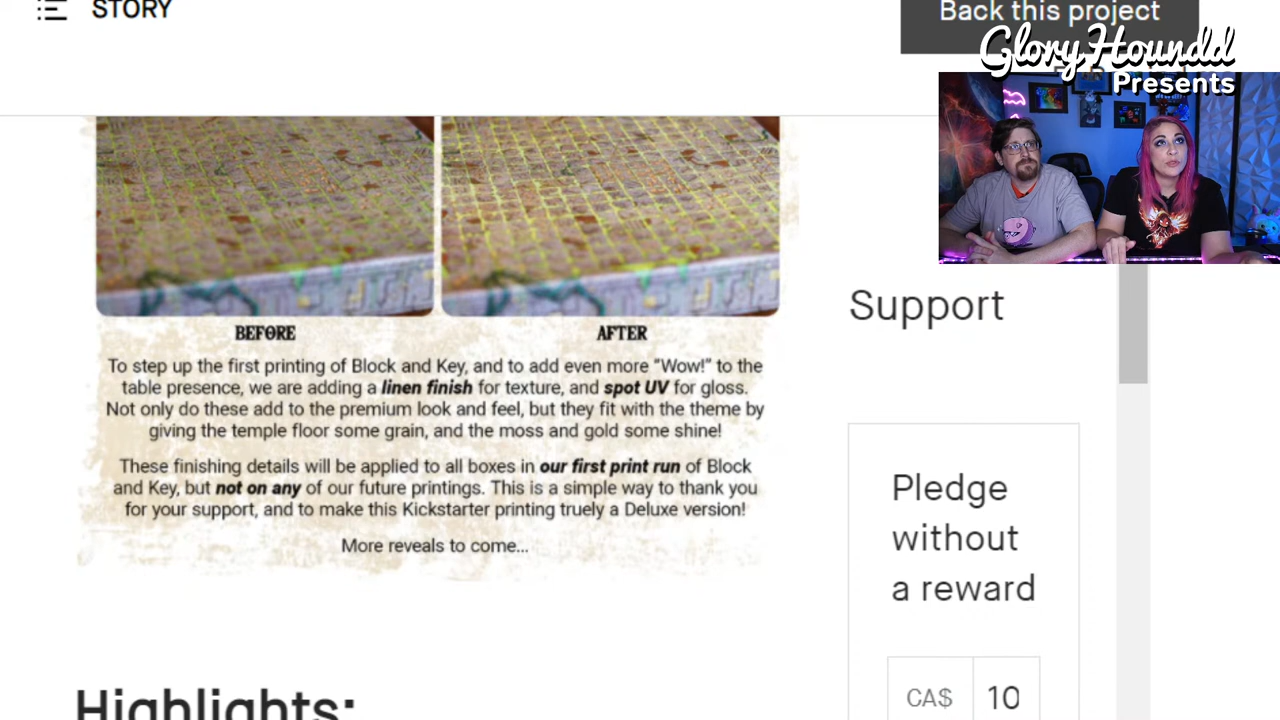 STORY
Back this project
GloryHoundd
Presents
BEFORE
AFTER
To step up the first printing of Block and Key, and to add even more "Wow!" to the
table presence, we are adding a linen finish for texture, and spot UV for gloss.
Not only do these add to the premium look and feel, but they fit with the theme by
giving the temple floor some grain, and the moss and gold some shine!
These finishing details will be applied to all boxes in our first print run of Block
and Key, but not on any of our future printings. This is a simple way to thank you
for your support, and to make this Kickstarter printing truely a Deluxe version!
More reveals to come...
Highlights:
Support
Pledge
without
a reward
CA$ 10